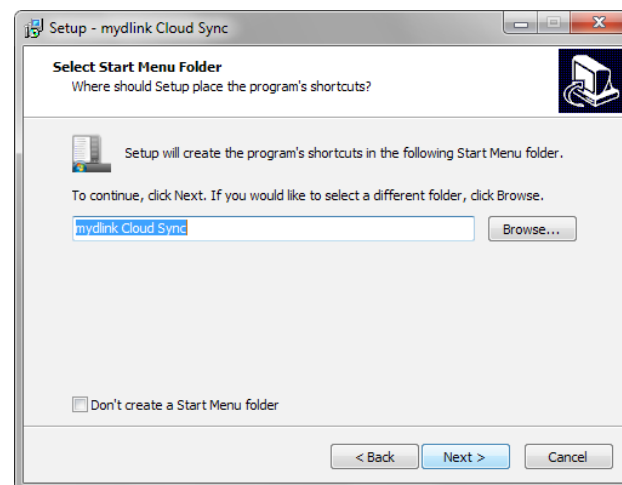 Setup - mydlink Cloud Sync
Select Start Menu Folder
Where should Setup place the program's shortcuts?
Setup will create the program's shortcuts in the following Start Menu folder.
To continue, click Next. If you would like to select a different folder, click Browse.
mydlink Cloud Sync
Browse...
Don't create a Start Menu folder
< Back
Next >
Cancel